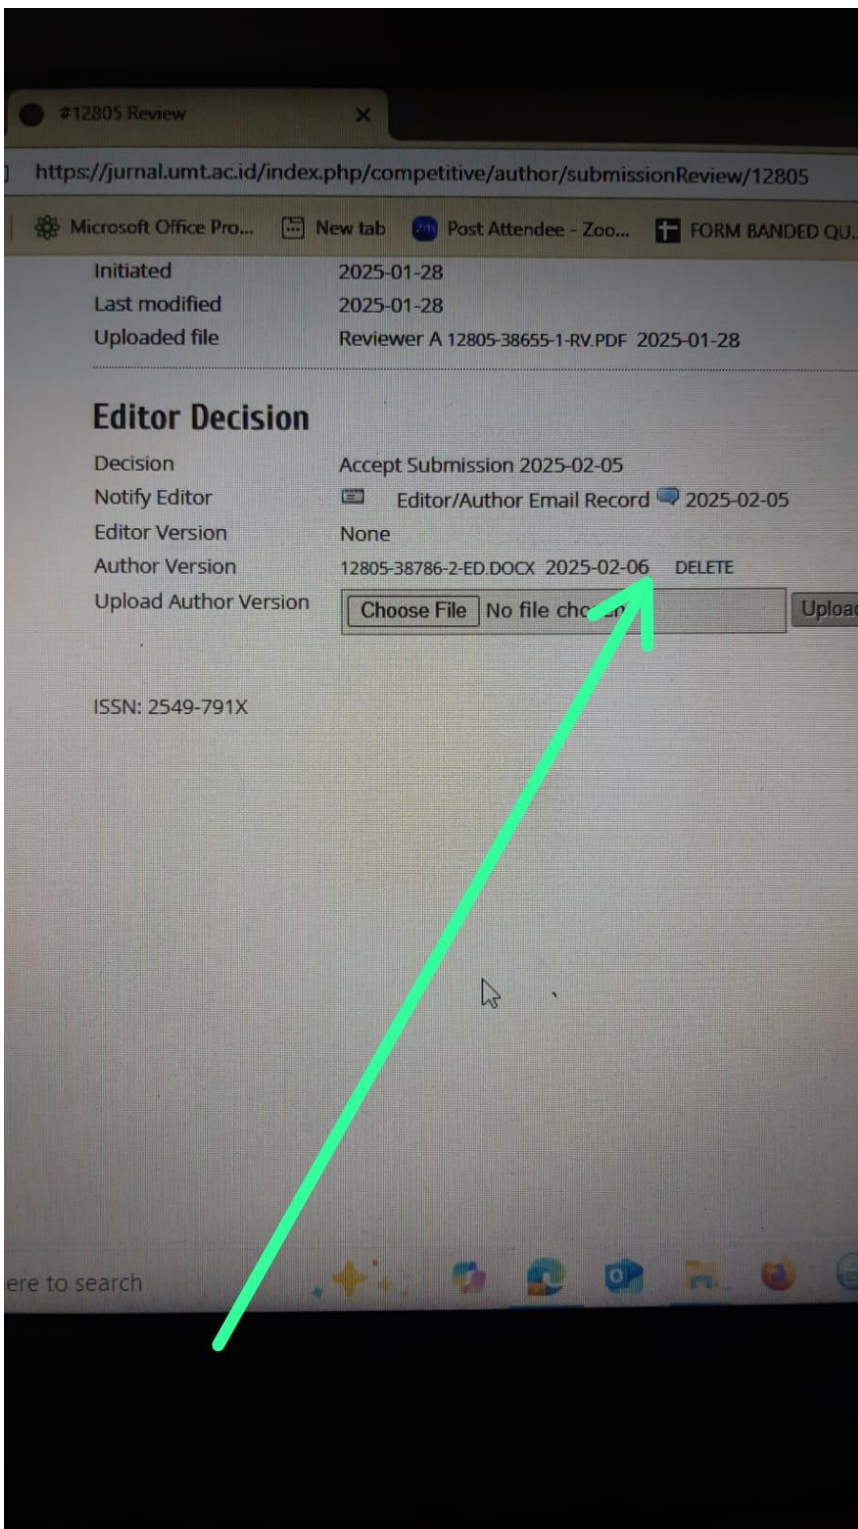 #12805 Review
https://jurnal.umt.ac.id/index.php/competitive/author/submissionReview/12805
Microsoft Office Pro... New tab Post Attendee - Zoo... FORM BANDED QU...
Initiated 2025-01-28
Last modified 2025-01-28
Uploaded file Reviewer A 12805-38655-1-RV.PDF 2025-01-28
Editor Decision
Decision Accept Submission 2025-02-05
Notify Editor Editor/Author Email Record 2025-02-05
Editor Version None
Author Version 12805-38786-2-ED.DOCX 2025-02-06 DELETE
Upload Author Version Choose File No file chosen Uploa
ISSN: 2549-791X
ere to search